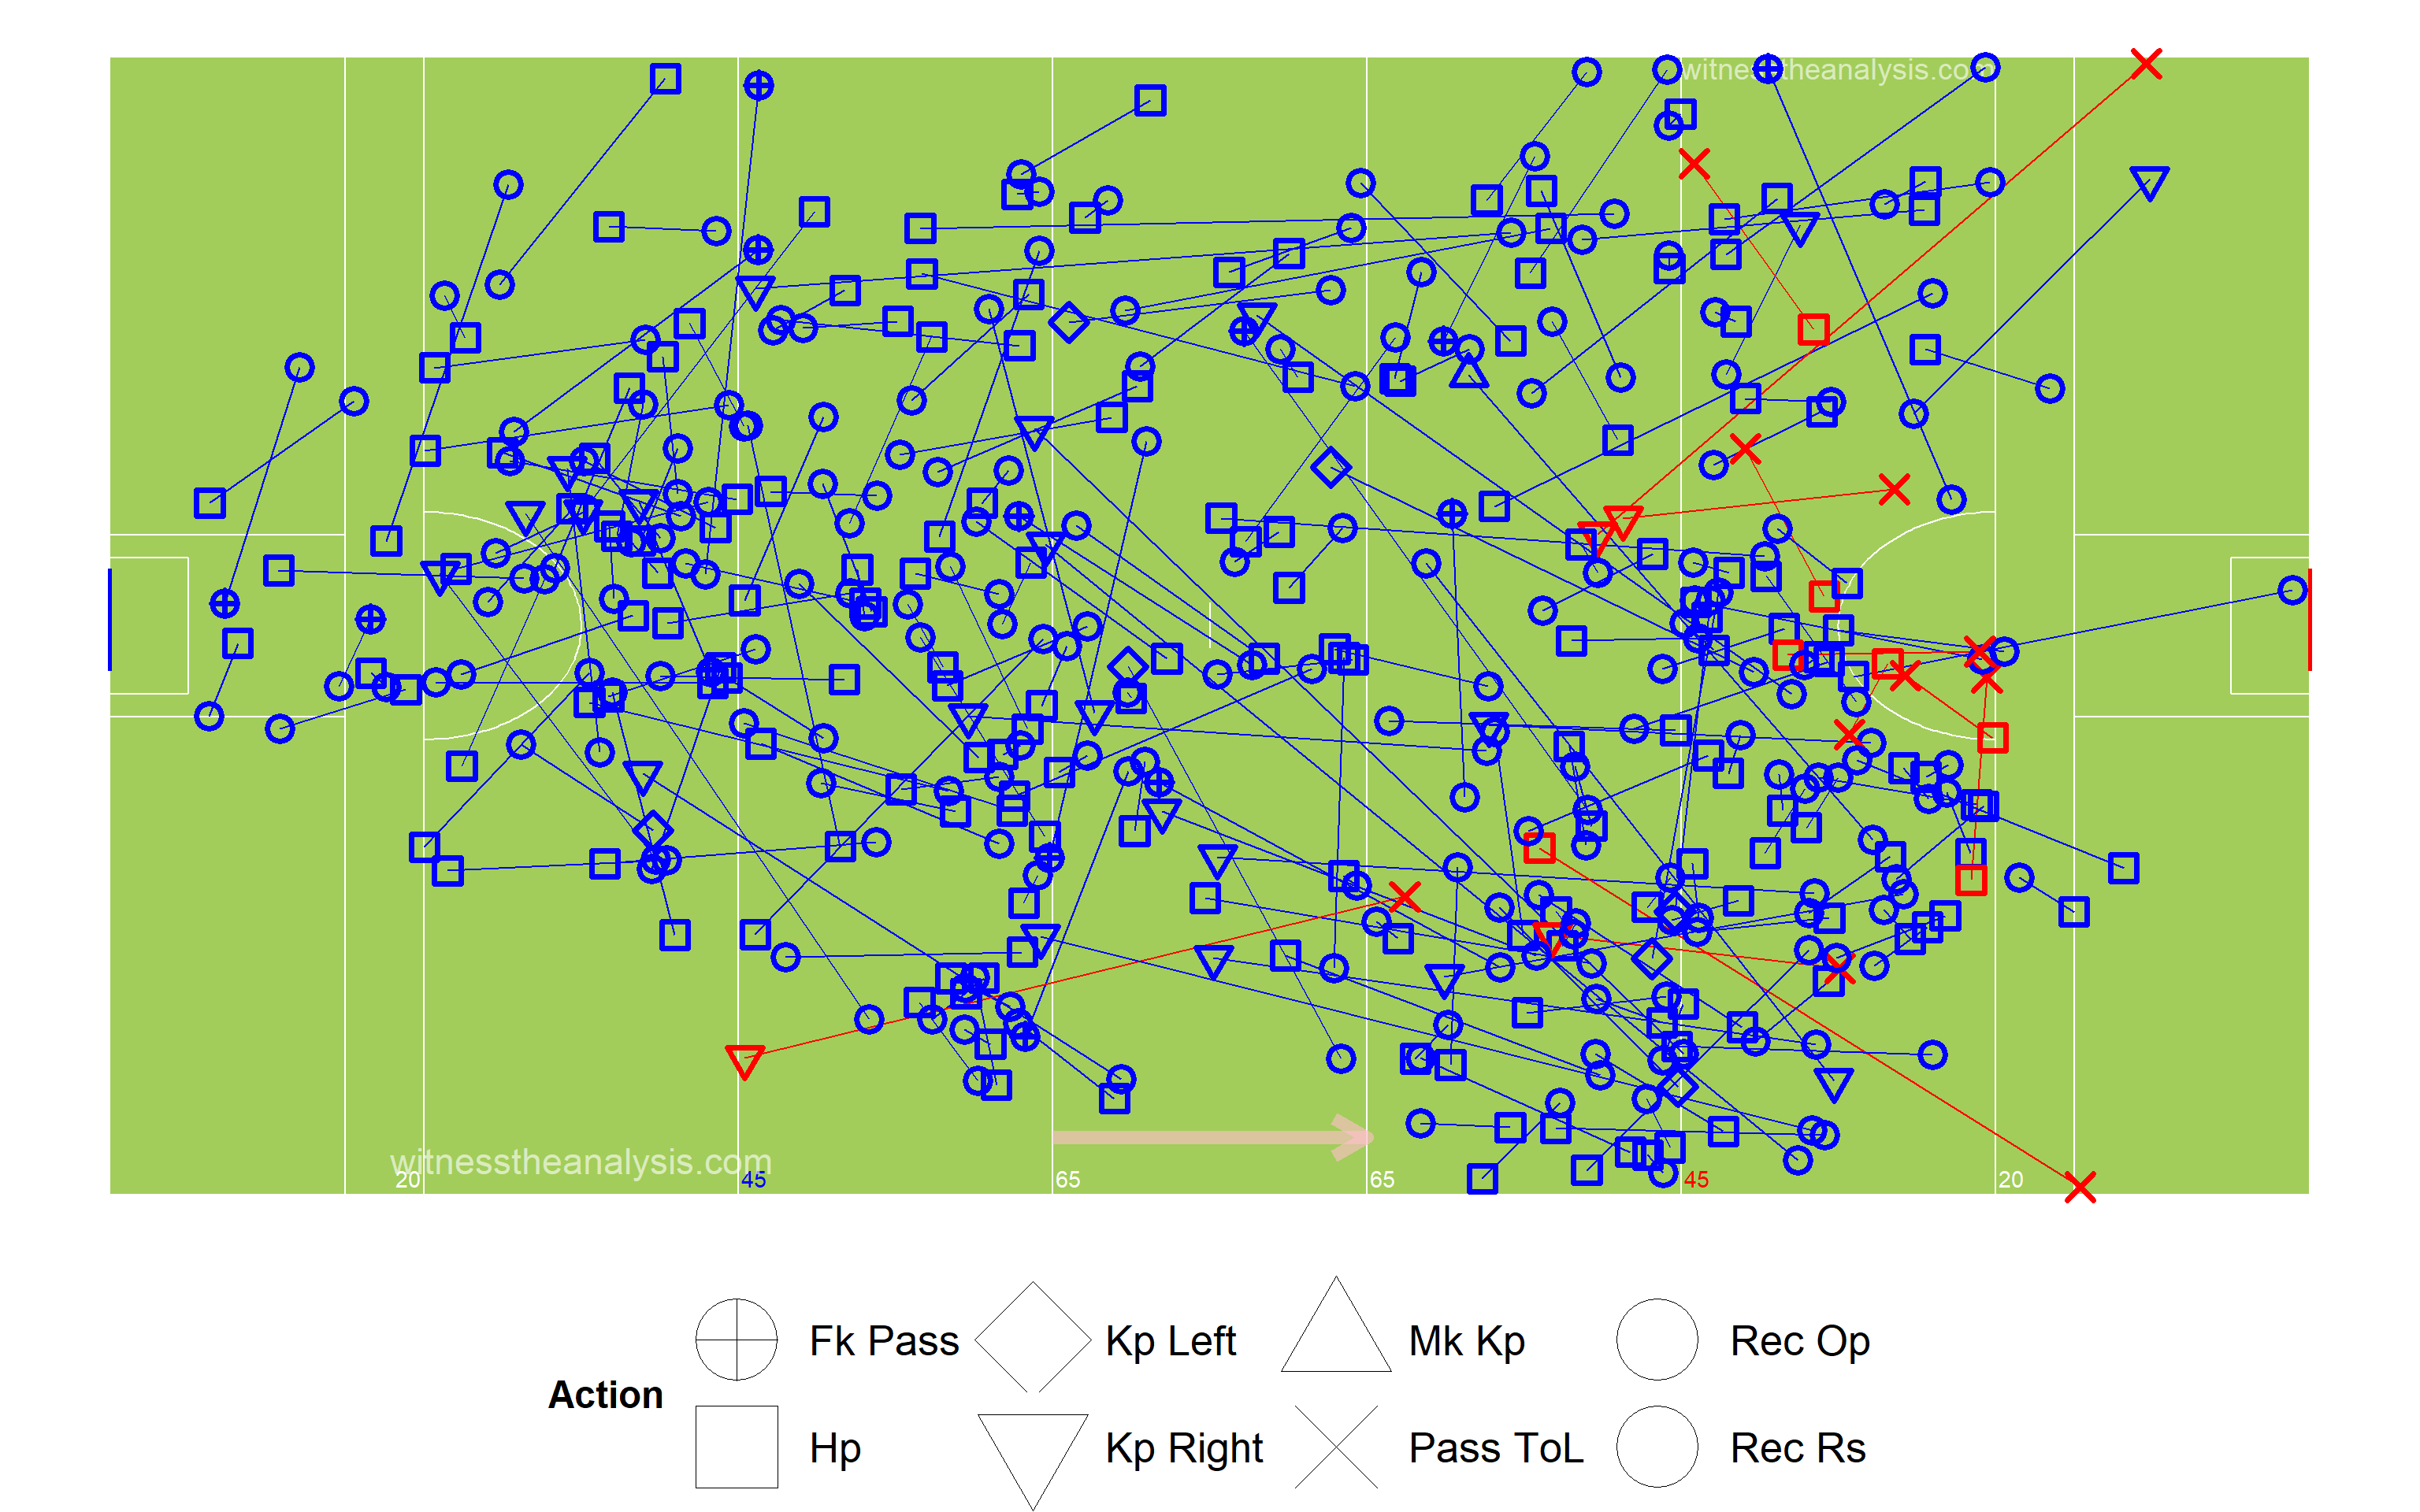 witnesstheanalysis.com
witnesstheanalysis.com
20
45
65
65
45
20
Action
Fk Pass
Kp Left
Mk Kp
Rec Op
Hp
Kp Right
Pass ToL
Rec Rs